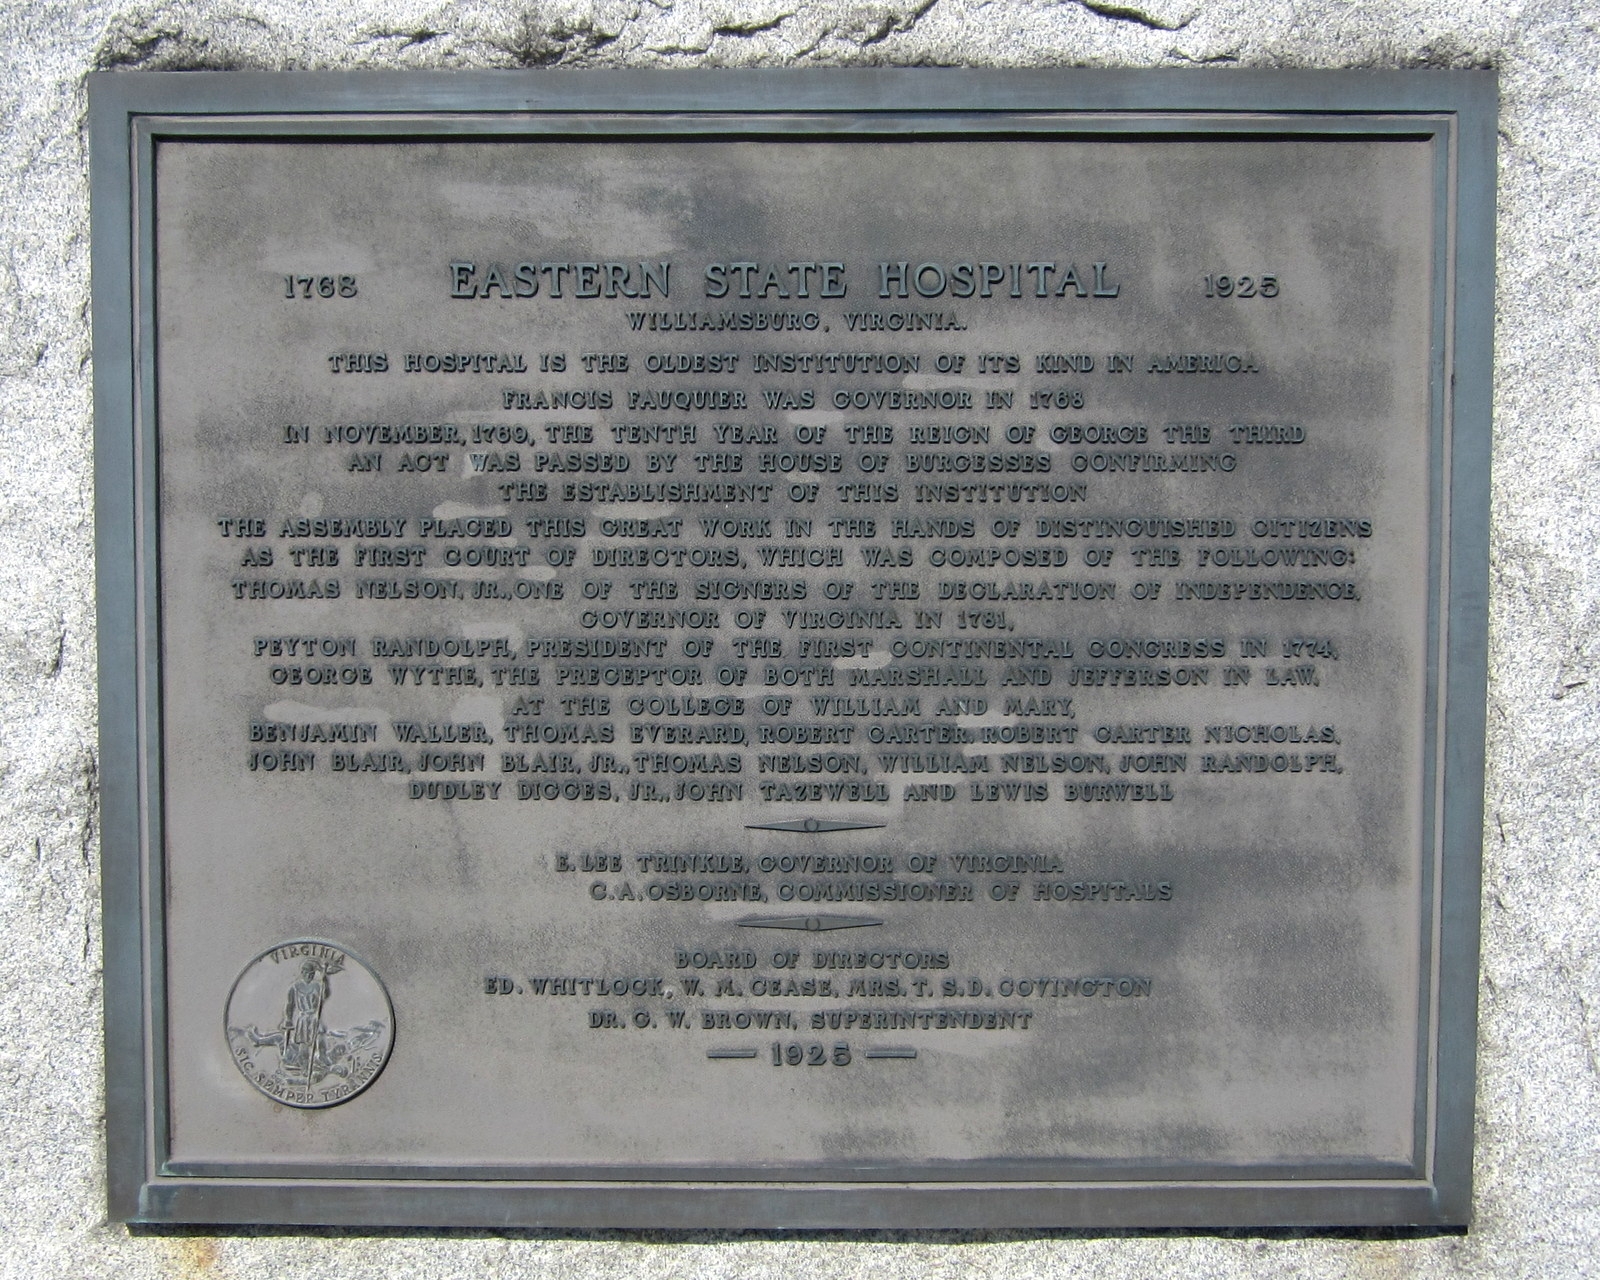 1768 EASTERN STATE HOSPITAL 1925
WILLIAMSBURG, VIRGINIA.
THIS HOSPITAL IS THE OLDEST INSTITUTION OF ITS KIND IN AMERICA
FRANCIS FAUQUIER WAS GOVERNOR IN 1768
IN NOVEMBER, 1769, THE TENTH YEAR OF THE REIGN OF GEORGE THE THIRD
AN ACT WAS PASSED BY THE HOUSE OF BURGESSES CONFIRMING
THE ESTABLISHMENT OF THIS INSTITUTION
THE ASSEMBLY PLACED THIS GREAT WORK IN THE HANDS OF DISTINGUISHED CITIZENS
AS THE FIRST COURT OF DIRECTORS, WHICH WAS COMPOSED OF THE FOLLOWING:
THOMAS NELSON, JR., ONE OF THE SIGNERS OF THE DECLARATION OF INDEPENDENCE,
GOVERNOR OF VIRGINIA IN 1781,
PEYTON RANDOLPH, PRESIDENT OF THE FIRST CONTINENTAL CONGRESS IN 1774,
GEORGE WYTHE, THE PRECEPTOR OF BOTH MARSHALL AND JEFFERSON IN LAW,
AT THE COLLEGE OF WILLIAM AND MARY,
BENJAMIN WALLER, THOMAS EVERARD, ROBERT CARTER, ROBERT CARTER NICHOLAS,
JOHN BLAIR, JOHN BLAIR, JR., THOMAS NELSON, WILLIAM NELSON, JOHN RANDOLPH,
DUDLEY DIGGES, JR., JOHN TAZEWELL AND LEWIS BURWELL
E. LEE TRINKLE, GOVERNOR OF VIRGINIA
C. A. OSBORNE, COMMISSIONER OF HOSPITALS
BOARD OF DIRECTORS
ED. WHITLOCK, W. M. CEASE, MRS. T. S. D. COVINGTON
DR. G. W. BROWN, SUPERINTENDENT
1925
VIRGINIA
SIC SEMPER TYRANNIS